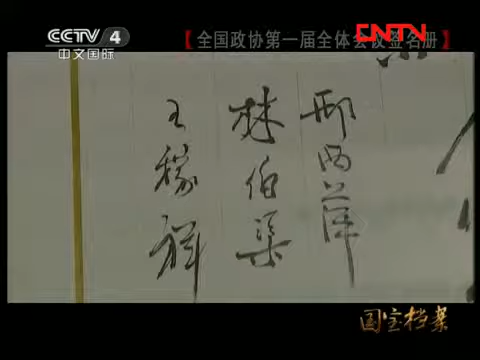 CCTV 4
中文国际
【全国政协第一届全体会议签名册】
CNTV
邢西萍
林伯渠
王稼祥
国宝档案